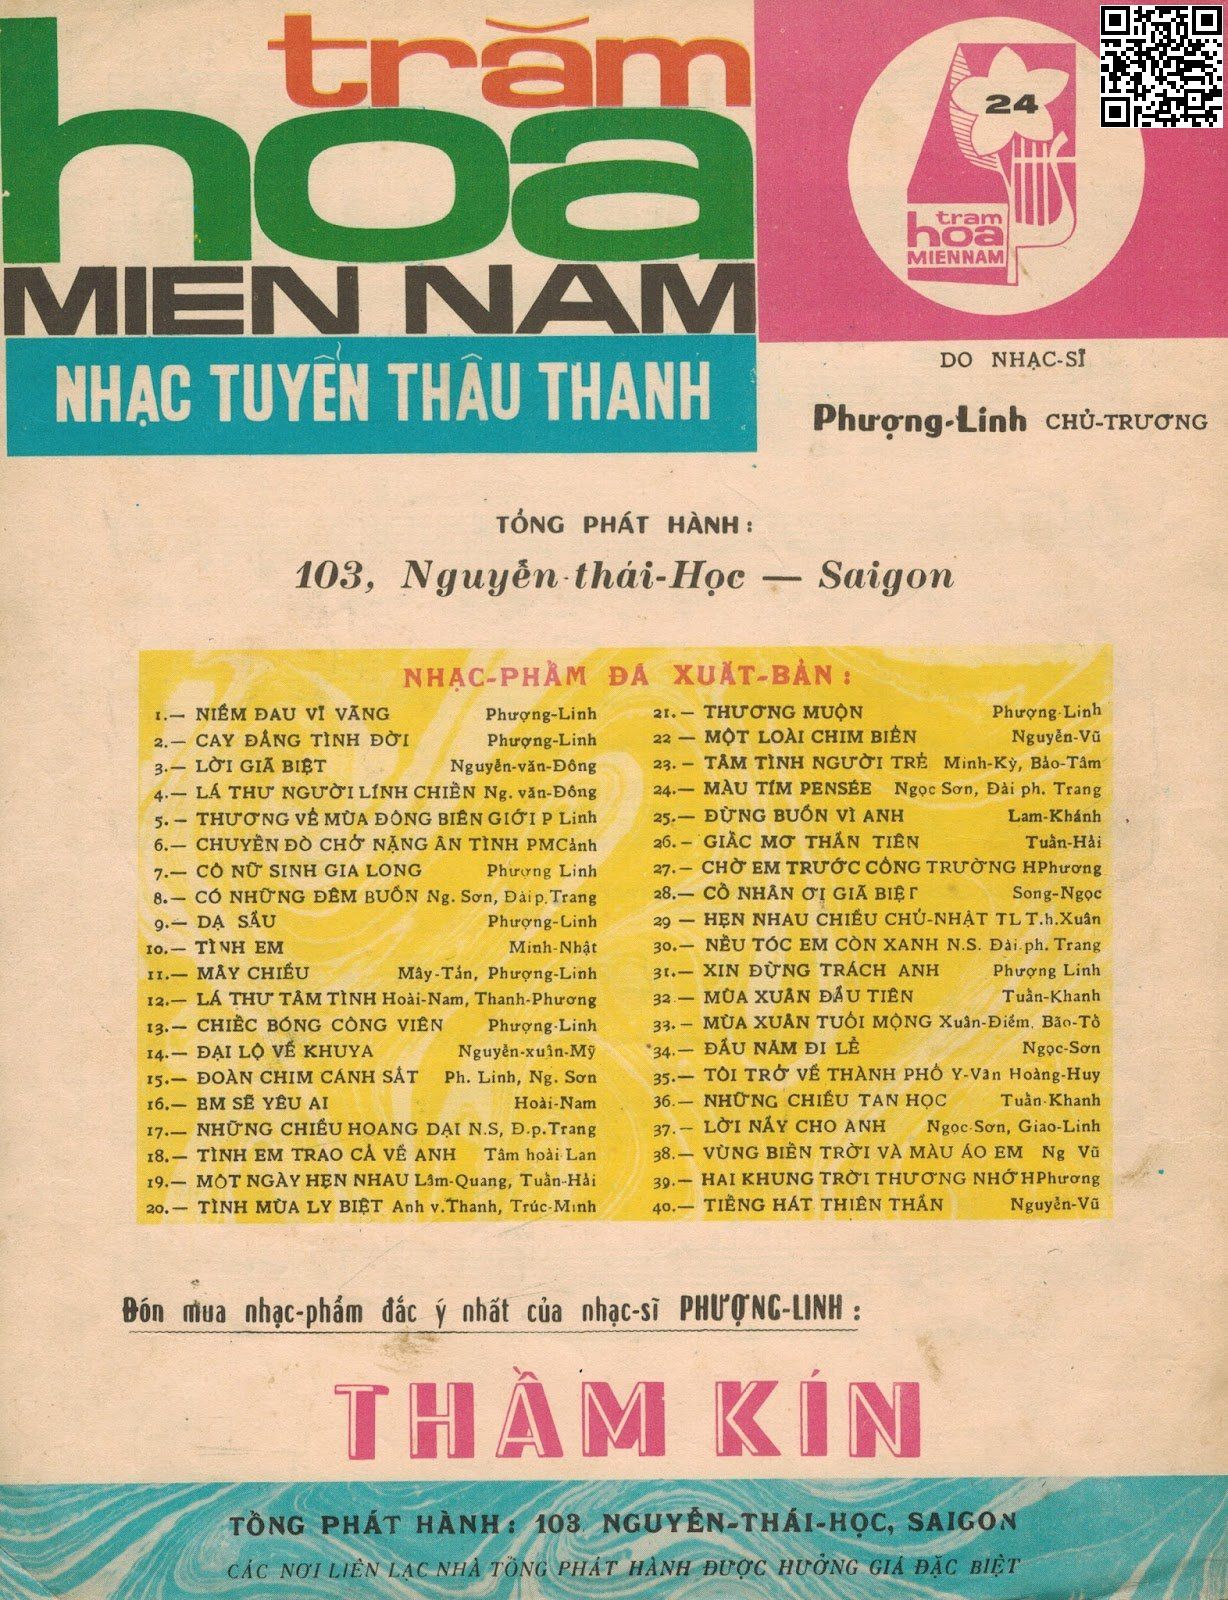 trăm
hoa
MIEN NAM
NHẠC TUYỂN THÂU THANH
24
tram
hoa
MIENNAM
DO NHẠC-SĨ
Phượng-Linh CHỦ-TRƯƠNG
TỔNG PHÁT HÀNH :
103, Nguyễn-thái-Học — Saigon
NHẠC-PHẦM ĐÃ XUẤT-BẢN :
1.— NIỀM ĐAU VĨ VÃNG Phượng-Linh
2.— CAY ĐẮNG TÌNH ĐỜI Phượng-Linh
3.— LỜI GIÃ BIỆT Nguyễn-văn-Đông
4.— LÁ THƯ NGƯỜI LÍNH CHIẾN Ng. văn-Đông
5.— THƯƠNG VỀ MÙA ĐÔNG BIÊN GIỚI P Linh
6.— CHUYẾN ĐÒ CHỞ NẶNG ÂN TÌNH PMCảnh
7.— CÔ NỮ SINH GIA LONG Phượng Linh
8.— CÓ NHỮNG ĐÊM BUỒN Ng. Sơn, Đàip.Trang
9.— DẠ SẦU Phượng-Linh
10.— TÌNH EM Minh-Nhật
11.— MÂY CHIỀU Mây-Tần, Phượng-Linh
12.— LÁ THƯ TÂM TÌNH Hoài-Nam, Thanh-Phương
13.— CHIẾC BÓNG CÔNG VIÊN Phượng-Linh
14.— ĐẠI LỘ VỀ KHUYA Nguyễn-xuân-Mỹ
15.— ĐOÀN CHIM CÁNH SẮT Ph. Linh, Ng. Sơn
16.— EM SẼ YÊU AI Hoài-Nam
17.— NHỮNG CHIỀU HOANG DẠI N.S, Đ.p.Trang
18.— TÌNH EM TRAO CẢ VỀ ANH Tâm hoài Lan
19.— MỘT NGÀY HẸN NHAU Lâm-Quang, Tuấn-Hải
20.— TÌNH MÙA LY BIỆT Anh v.Thanh, Trúc-Minh
21.— THƯƠNG MUỘN Phượng-Linh
22 — MỘT LOÀI CHIM BIỂN Nguyễn-Vũ
23.— TÂM TÌNH NGƯỜI TRẺ Minh-Kỳ, Bảo-Tâm
24.— MÀU TÍM PENSÉE Ngọc Sơn, Đài ph. Trang
25.— ĐỪNG BUỒN VÌ ANH Lam-Khánh
26.- GIẤC MƠ THẦN TIÊN Tuấn-Hải
27.— CHỜ EM TRƯỚC CÔNG TRƯỜNG HPhương
28.— CỐ NHÂN ƠI GIÃ BIỆT Song-Ngọc
29 — HẸN NHAU CHIỀU CHỦ-NHẬT TLT.h.Xuân
30.— NẾU TÓC EM CÒN XANH N.S. Đài ph. Trang
31.— XIN ĐỪNG TRÁCH ANH Phượng Linh
32.— MÙA XUÂN ĐẦU TIÊN Tuấn-Khanh
33.— MÙA XUÂN TUỔI MỘNG Xuân-Điềm, Bão-Tố
34.— ĐẦU NĂM ĐI LỄ Ngọc-Sơn
35.— TÔI TRỞ VỀ THÀNH PHỐ Y-Vân Hoàng-Huy
36.— NHỮNG CHIỀU TAN HỌC Tuấn-Khanh
37.— LỜI NẦY CHO ANH Ngọc-Sơn, Giao-Linh
38.— VÙNG BIỂN TRỜI VÀ MÀU ÁO EM Ng Vũ
39.— HAI KHUNG TRỜI THƯƠNG NHỚ HPhương
40.— TIẾNG HÁT THIÊN THẦN Nguyễn-Vũ
Đón mua nhạc-phẩm đắc ý nhất của nhạc-sĩ PHƯỢNG-LINH :
THẦM KÍN
TỔNG PHÁT HÀNH : 103 NGUYỄN-THÁI-HỌC, SAIGON
CÁC NƠI LIÊN LẠC NHÀ TỔNG PHÁT HÀNH ĐƯỢC HƯỞNG GIÁ ĐẶC BIỆT